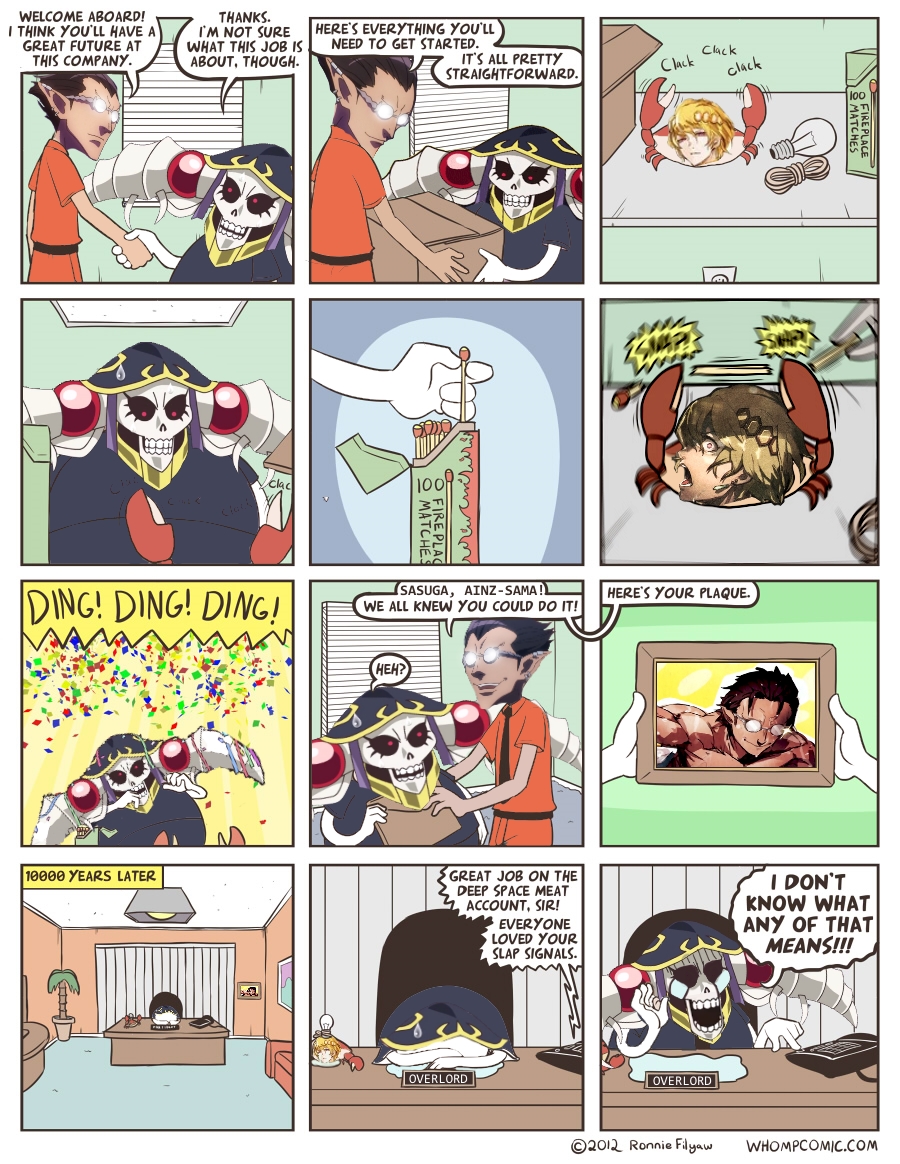 WELCOME ABOARD!
I THINK YOU'LL HAVE A
GREAT FUTURE AT
THIS COMPANY.
THANKS.
I'M NOT SURE
WHAT THIS JOB IS
ABOUT, THOUGH.
HERE'S EVERYTHING YOU'LL
NEED TO GET STARTED.
IT'S ALL PRETTY
STRAIGHTFORWARD.
Clack
Clack
Clack
100
FIREPLACE
MATCHES
Clack
Clack
Clack
Clack
100
FIREPLAC
MATCHES
DING! DING! DING!
SASUGA, AINZ-SAMA!
WE ALL KNEW YOU COULD DO IT!
HEH?
HERE'S YOUR PLAQUE.
10000 YEARS LATER
GREAT JOB ON THE
DEEP SPACE MEAT
ACCOUNT, SIR!
EVERYONE
LOVED YOUR
SLAP SIGNALS.
OVERLORD
I DON'T
KNOW WHAT
ANY OF THAT
MEANS!!!
OVERLORD
©2012 Ronnie Filyaw
WHOMPCOMIC.COM